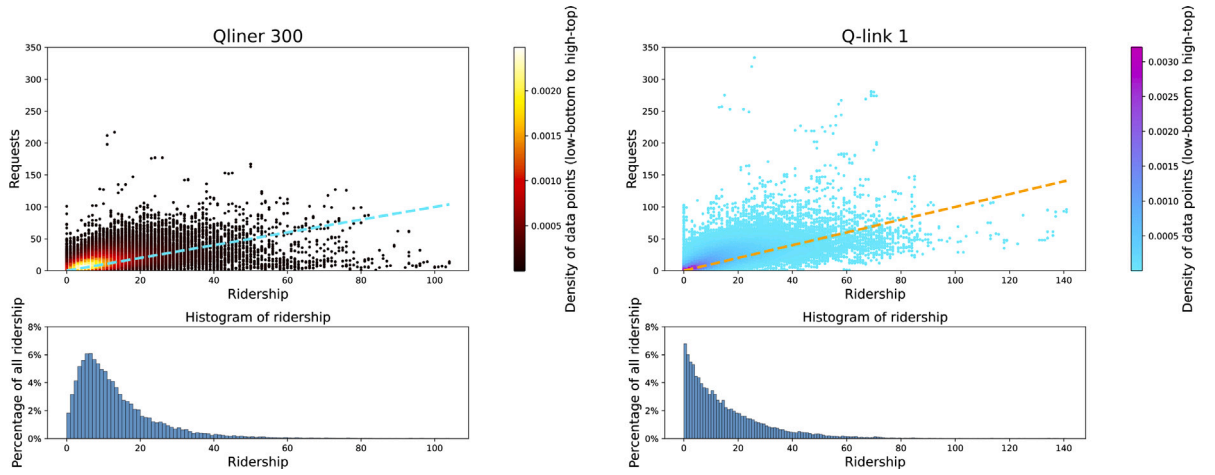 Qliner 300
350
300
250
200
150
100
50
0
Requests
0 20 40 60 80 100
Ridership
0.0020
0.0015
0.0010
0.0005
Density of data points (low-bottom to high-top)
Histogram of ridership
8%
6%
4%
2%
0%
Percentage of all ridership
0 20 40 60 80 100
Ridership
Q-link 1
350
300
250
200
150
100
50
0
Requests
0 20 40 60 80 100 120 140
Ridership
0.0030
0.0025
0.0020
0.0015
0.0010
0.0005
Density of data points (low-bottom to high-top)
Histogram of ridership
8%
6%
4%
2%
0%
Percentage of all ridership
0 20 40 60 80 100 120 140
Ridership